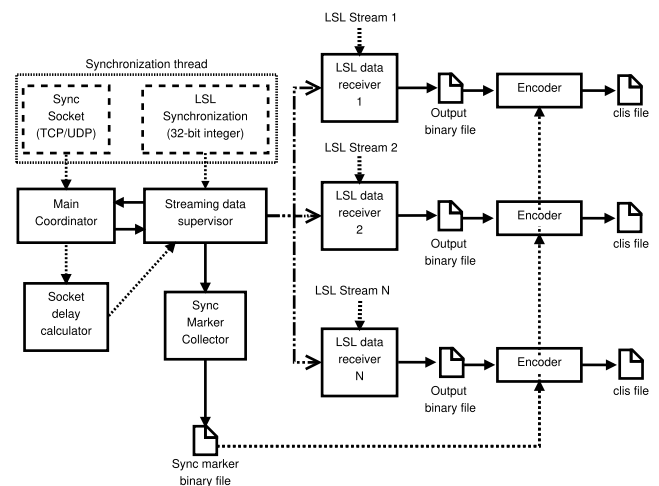 LSL Stream 1
Synchronization thread
Sync
Socket
(TCP/UDP)
LSL
Synchronization
(32-bit integer)
LSL data
receiver
1
Output
binary file
Encoder
clis file
LSL Stream 2
Main
Coordinator
Streaming data
supervisor
LSL data
receiver
2
Output
binary file
Encoder
clis file
Socket
delay
calculator
Sync
Marker
Collector
LSL Stream N
LSL data
receiver
N
Output
binary file
Encoder
clis file
Sync marker
binary file